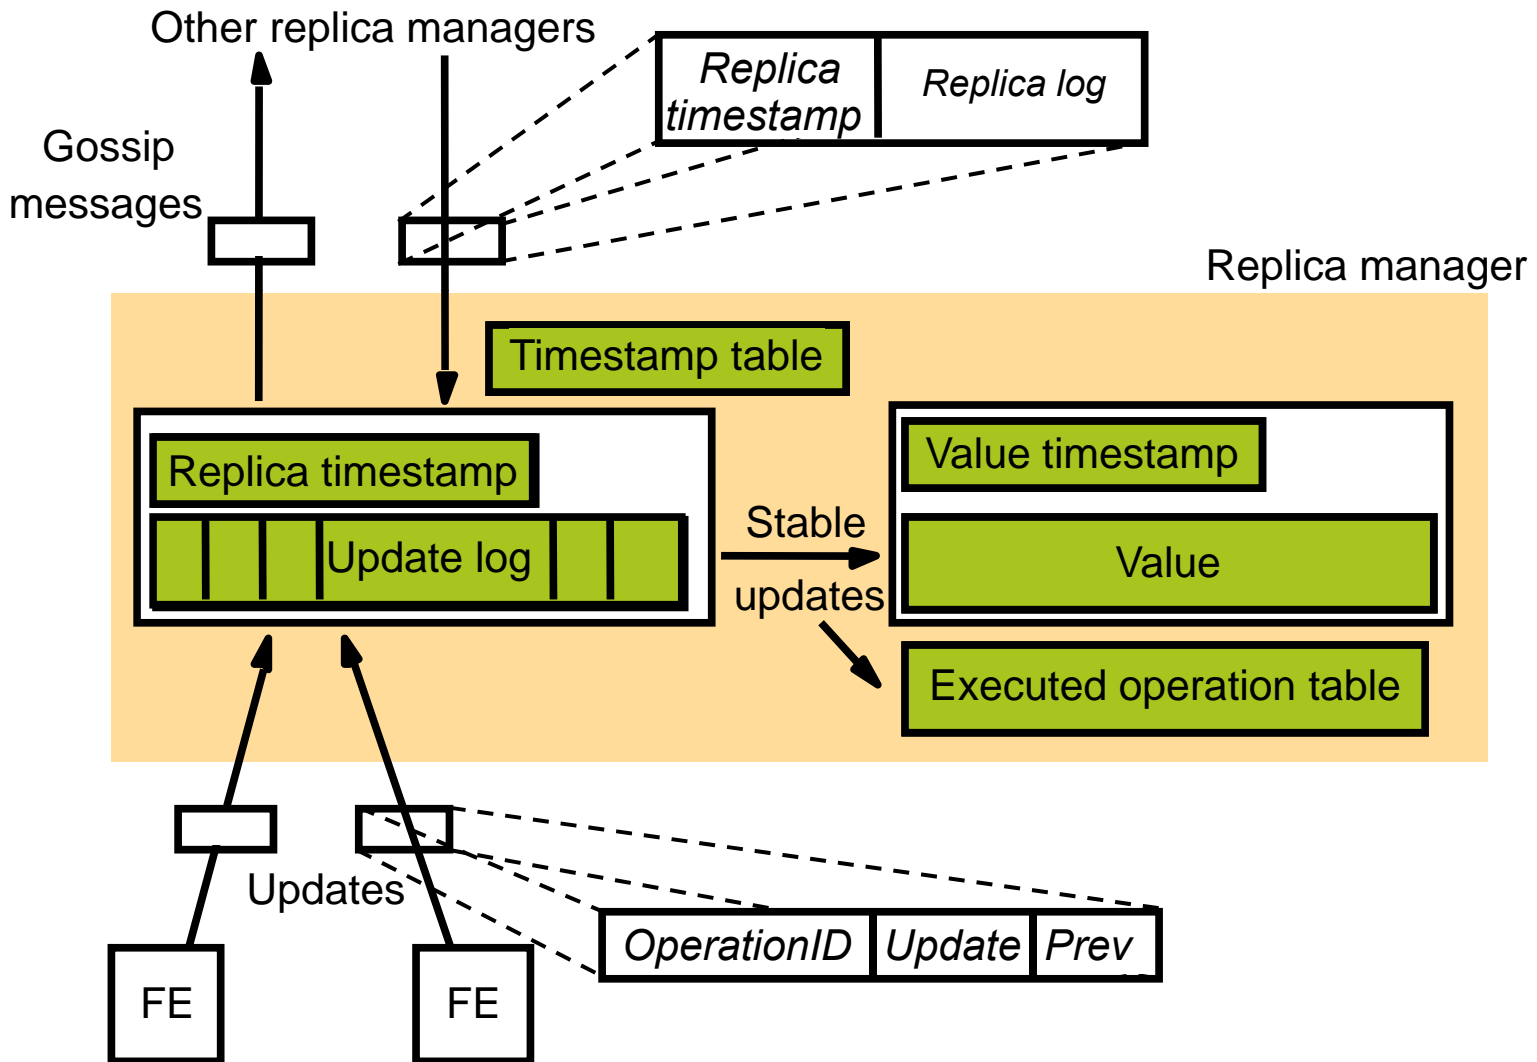 Other replica managers
Replica
timestamp
Replica log
Gossip
messages
Replica manager
Timestamp table
Replica timestamp
Update log
Stable
updates
Value timestamp
Value
Executed operation table
Updates
OperationID
Update
Prev
FE
FE